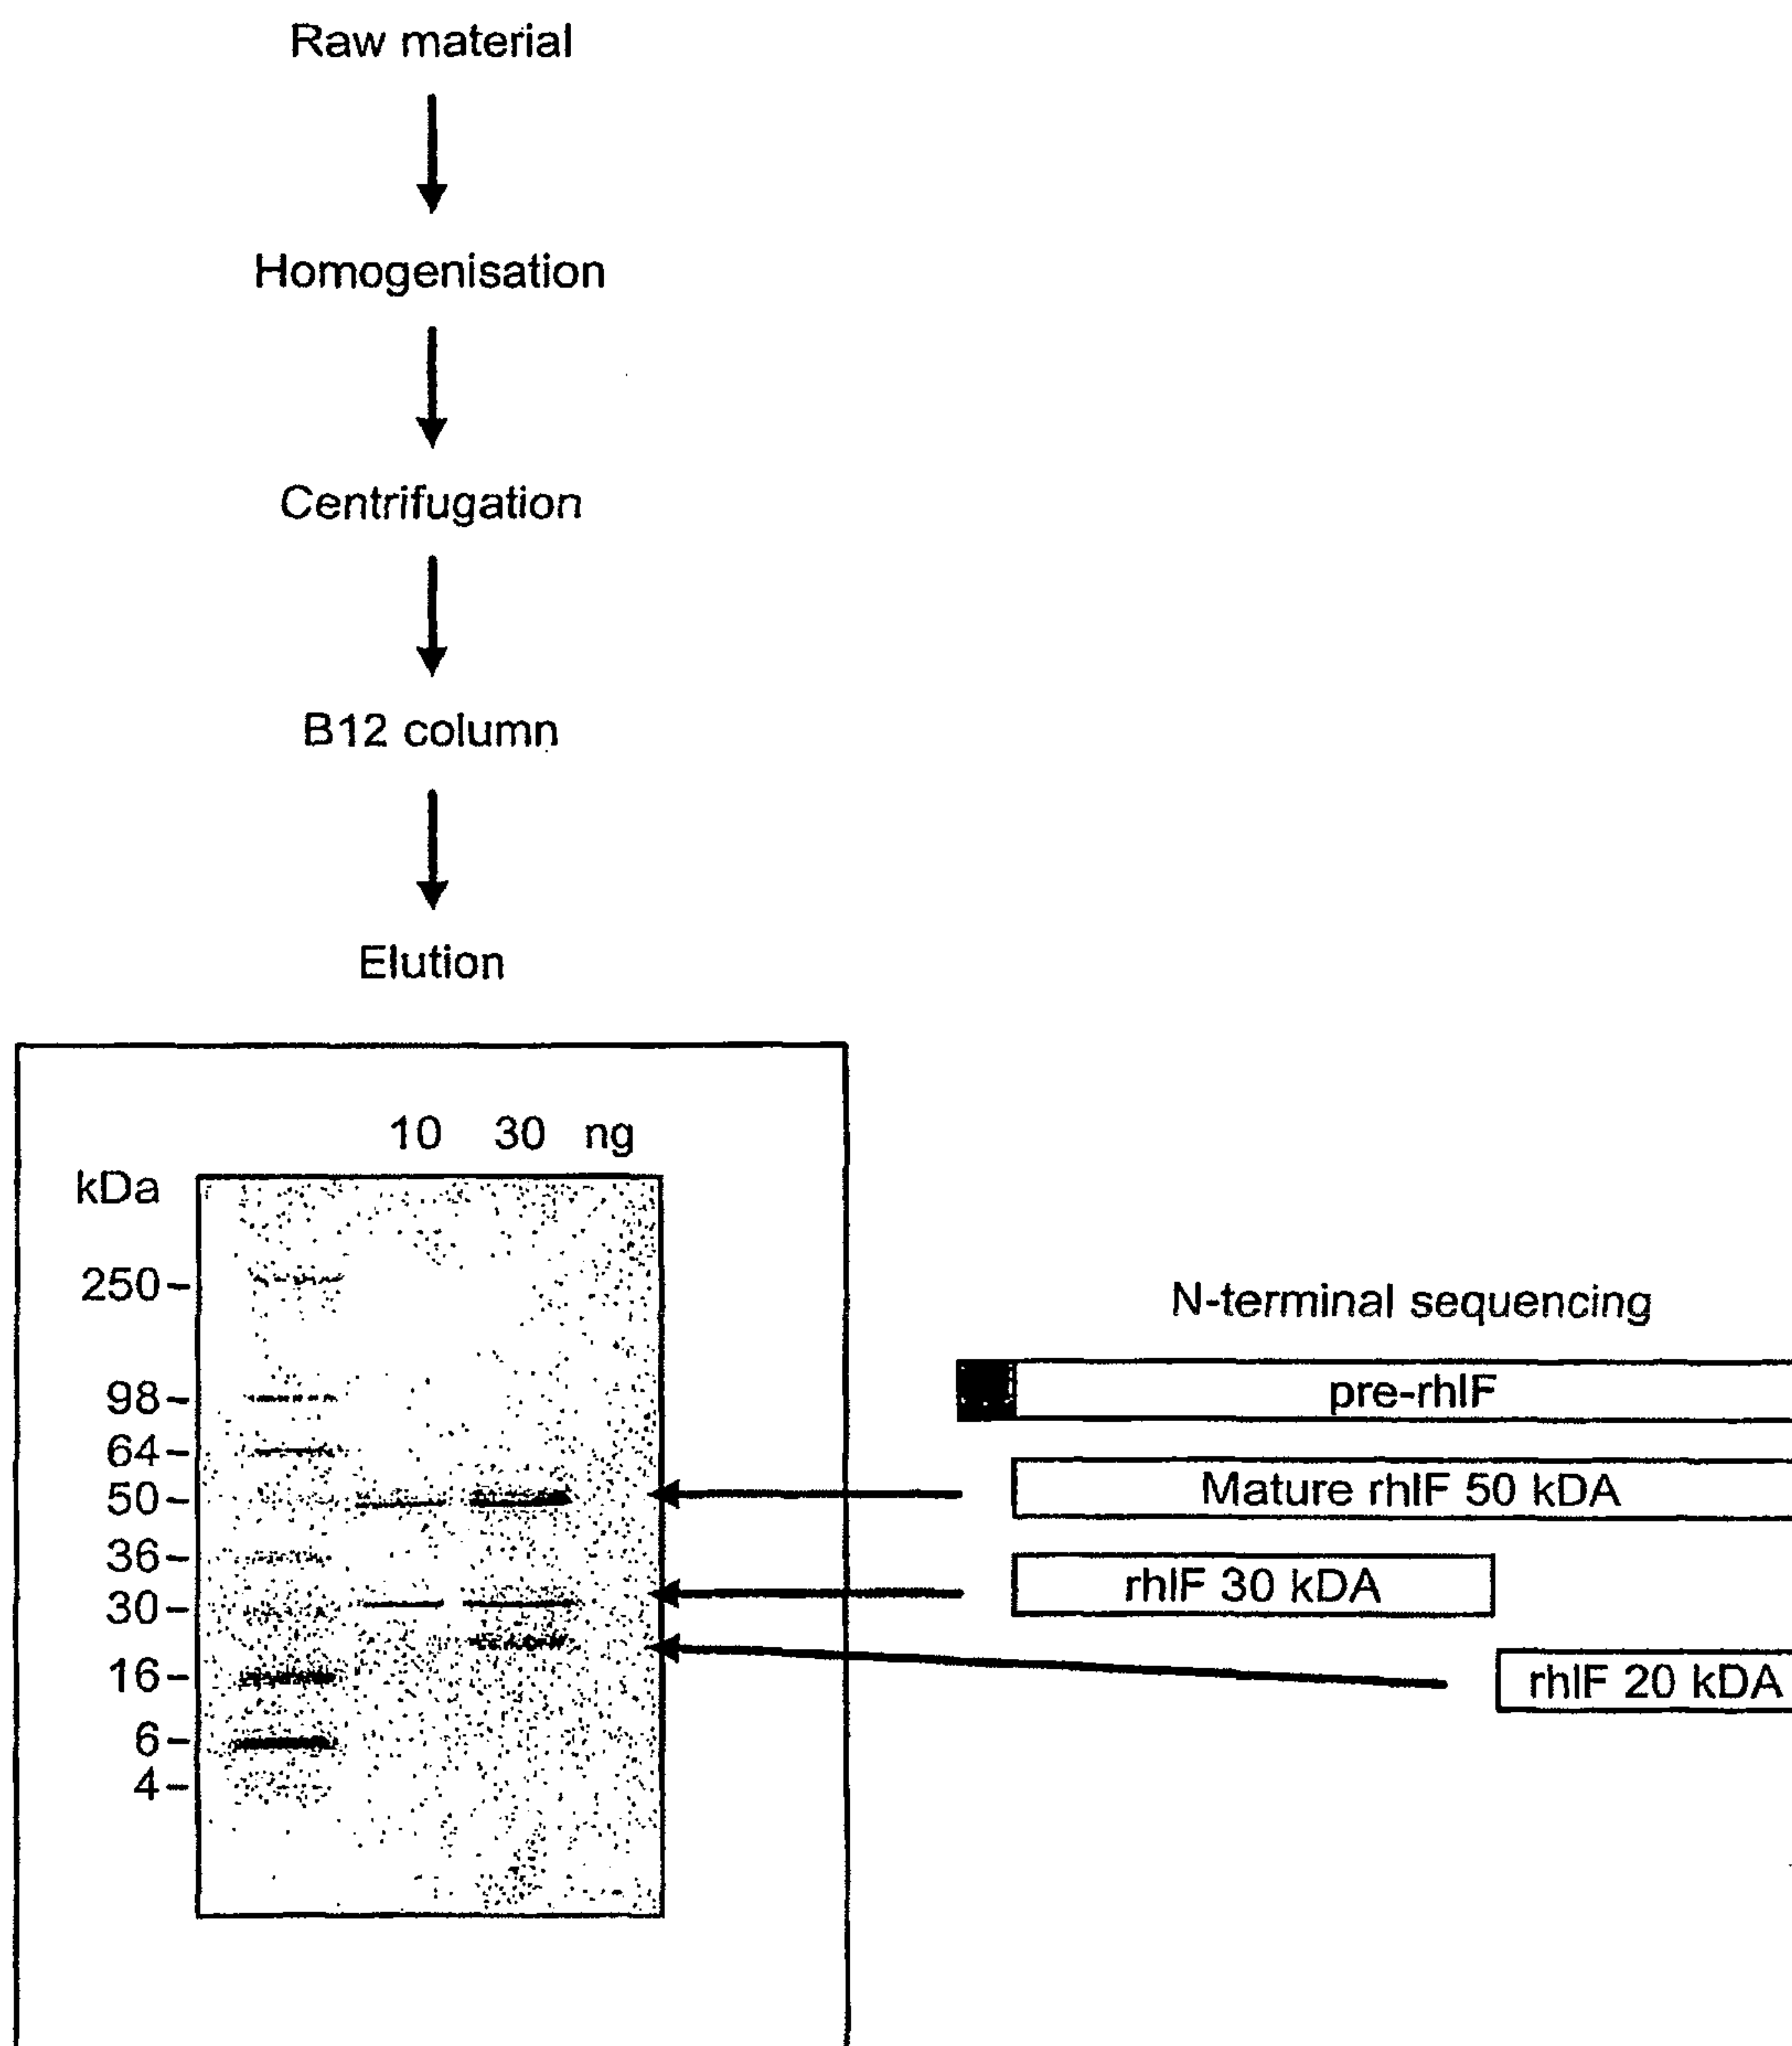 Raw material
Homogenisation
Centrifugation
B12 column
Elution
10 30 ng
kDa
250-
98-
64-
50-
36-
30-
16-
6-
4-
N-terminal sequencing
pre-rhIF
Mature rhIF 50 kDA
rhIF 30 kDA
rhIF 20 kDA